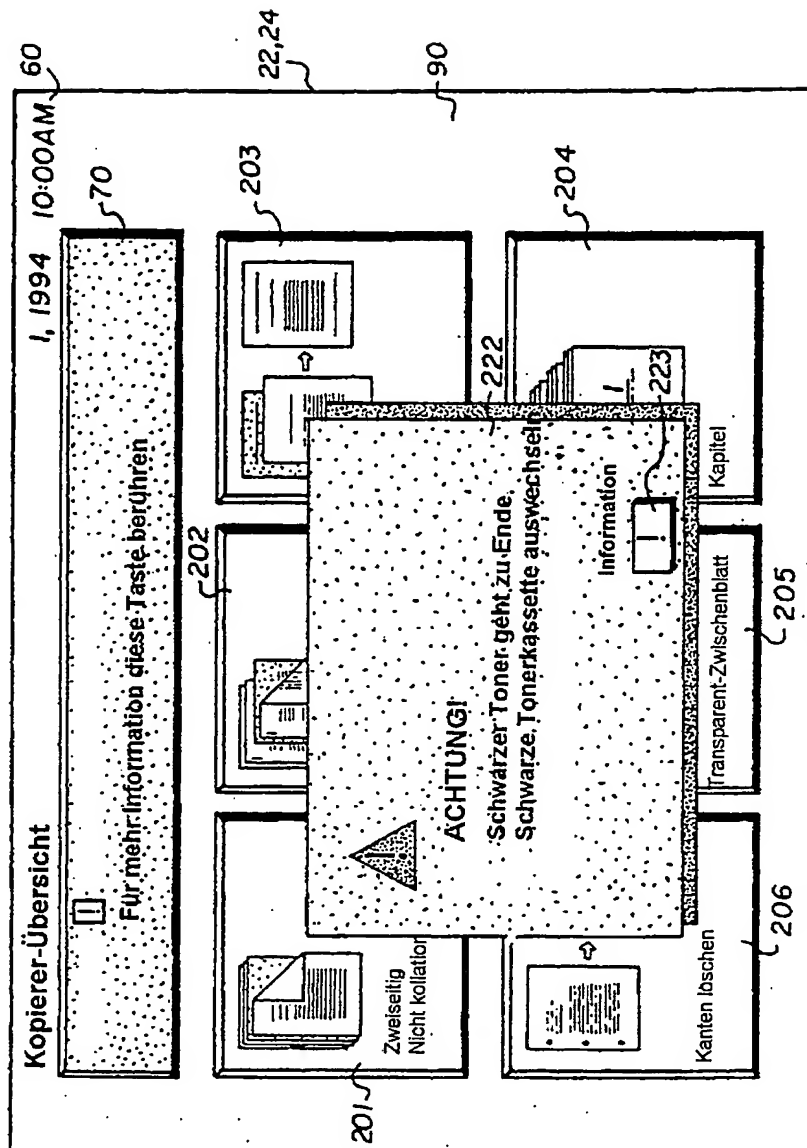 Kopierer-Übersicht
1, 1994 10:00AM
60
!
Für mehr Information diese Taste berühren
70
22,24
90
201
202
203
Zweiseitig
Nicht kollation
!
ACHTUNG!
Schwarzer Toner geht zu Ende.
Schwarze Tonerkassette auswechseln
Information
!
222
223
204
Kanten löschen
Transparent-Zwischenblatt
Kapitel
206
205